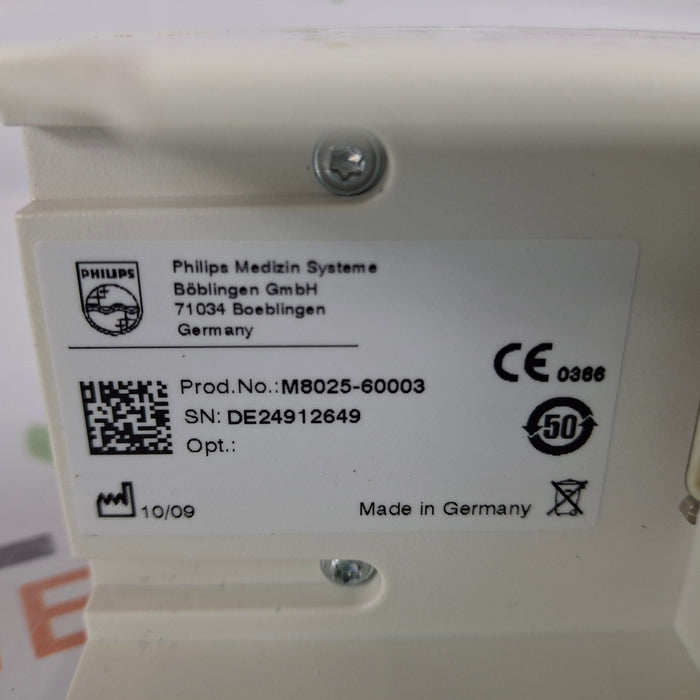 PHILIPS
Philips Medizin Systeme
Böblingen GmbH
71034 Boeblingen
Germany
CE 0366
Prod.No.:M8025-60003
SN: DE24912649
50
Opt.:
10/09
Made in Germany